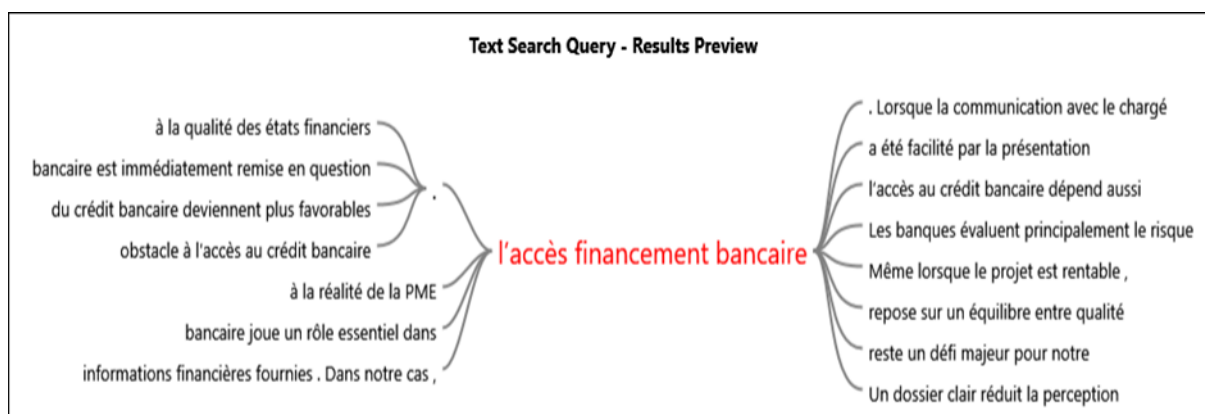 Text Search Query - Results Preview
à la qualité des états financiers
bancaire est immédiatement remise en question
du crédit bancaire deviennent plus favorables
obstacle à l'accès au crédit bancaire
.
à la réalité de la PME
bancaire joue un rôle essentiel dans
informations financières fournies . Dans notre cas ,
l'accès financement bancaire
. Lorsque la communication avec le chargé
a été facilité par la présentation
l'accès au crédit bancaire dépend aussi
Les banques évaluent principalement le risque
Même lorsque le projet est rentable ,
repose sur un équilibre entre qualité
reste un défi majeur pour notre
Un dossier clair réduit la perception